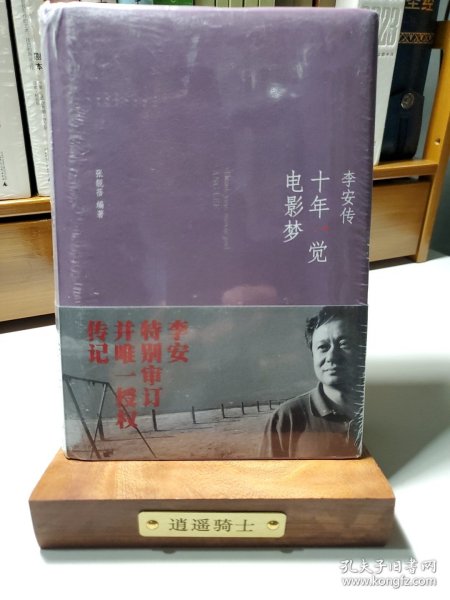 李安传
十年一觉
电影梦
张靓蓓 编著
李安
特别审订
并唯一授权
传记
逍遥骑士
孔夫子旧书网
www.kongfz.com